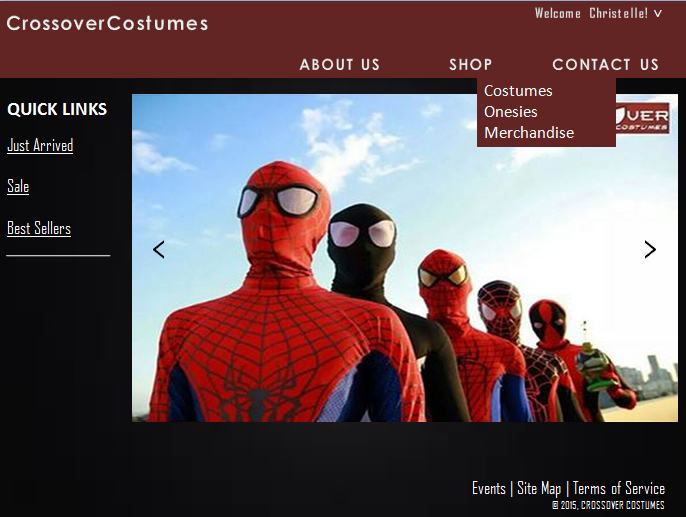 CrossoverCostumes
Welcome Christelle!
ABOUT US
SHOP
CONTACT US
Costumes
Onesies
Merchandise
QUICK LINKS
Just Arrived
Sale
Best Sellers
COSTUMES
Events | Site Map | Terms of Service
© 2015, CROSSOVER COSTUMES